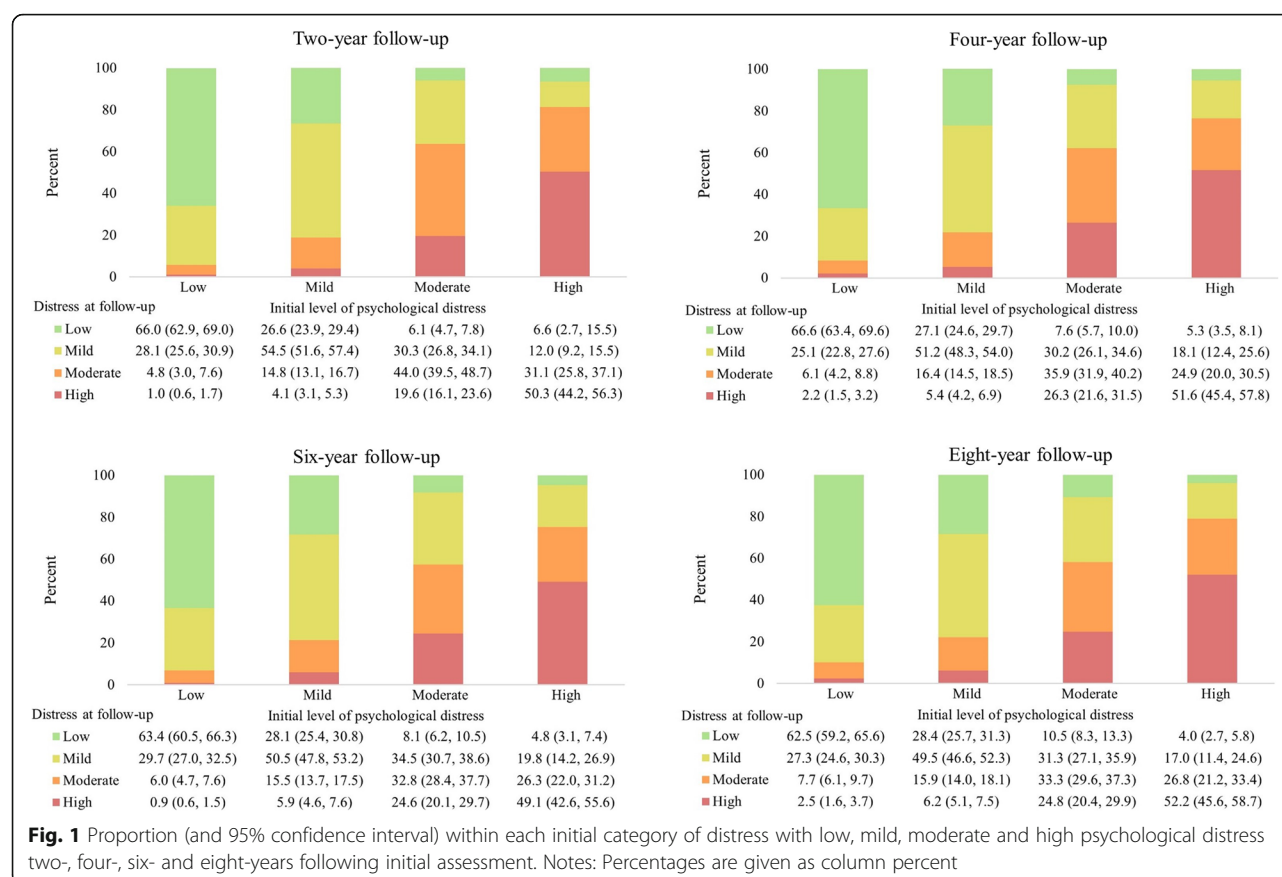 Two-year follow-up
100
80
60
40
20
0
Percent
Low Mild Moderate High
Distress at follow-up Initial level of psychological distress
Low 66.0 (62.9, 69.0) 26.6 (23.9, 29.4) 6.1 (4.7, 7.8) 6.6 (2.7, 15.5)
Mild 28.1 (25.6, 30.9) 54.5 (51.6, 57.4) 30.3 (26.8, 34.1) 12.0 (9.2, 15.5)
Moderate 4.8 (3.0, 7.6) 14.8 (13.1, 16.7) 44.0 (39.5, 48.7) 31.1 (25.8, 37.1)
High 1.0 (0.6, 1.7) 4.1 (3.1, 5.3) 19.6 (16.1, 23.6) 50.3 (44.2, 56.3)
Four-year follow-up
100
80
60
40
20
0
Percent
Low Mild Moderate High
Distress at follow-up Initial level of psychological distress
Low 66.6 (63.4, 69.6) 27.1 (24.6, 29.7) 7.6 (5.7, 10.0) 5.3 (3.5, 8.1)
Mild 25.1 (22.8, 27.6) 51.2 (48.3, 54.0) 30.2 (26.1, 34.6) 18.1 (12.4, 25.6)
Moderate 6.1 (4.2, 8.8) 16.4 (14.5, 18.5) 35.9 (31.9, 40.2) 24.9 (20.0, 30.5)
High 2.2 (1.5, 3.2) 5.4 (4.2, 6.9) 26.3 (21.6, 31.5) 51.6 (45.4, 57.8)
Six-year follow-up
100
80
60
40
20
0
Percent
Low Mild Moderate High
Distress at follow-up Initial level of psychological distress
Low 63.4 (60.5, 66.3) 28.1 (25.4, 30.8) 8.1 (6.2, 10.5) 4.8 (3.1, 7.4)
Mild 29.7 (27.0, 32.5) 50.5 (47.8, 53.2) 34.5 (30.7, 38.6) 19.8 (14.2, 26.9)
Moderate 6.0 (4.7, 7.6) 15.5 (13.7, 17.5) 32.8 (28.4, 37.7) 26.3 (22.0, 31.2)
High 0.9 (0.6, 1.5) 5.9 (4.6, 7.6) 24.6 (20.1, 29.7) 49.1 (42.6, 55.6)
Eight-year follow-up
100
80
60
40
20
0
Percent
Low Mild Moderate High
Distress at follow-up Initial level of psychological distress
Low 62.5 (59.2, 65.6) 28.4 (25.7, 31.3) 10.5 (8.3, 13.3) 4.0 (2.7, 5.8)
Mild 27.3 (24.6, 30.3) 49.5 (46.6, 52.3) 31.3 (27.1, 35.9) 17.0 (11.4, 24.6)
Moderate 7.7 (6.1, 9.7) 15.9 (14.0, 18.1) 33.3 (29.6, 37.3) 26.8 (21.2, 33.4)
High 2.5 (1.6, 3.7) 6.2 (5.1, 7.5) 24.8 (20.4, 29.9) 52.2 (45.6, 58.7)
Fig. 1 Proportion (and 95% confidence interval) within each initial category of distress with low, mild, moderate and high psychological distress
two-, four-, six- and eight-years following initial assessment. Notes: Percentages are given as column percent